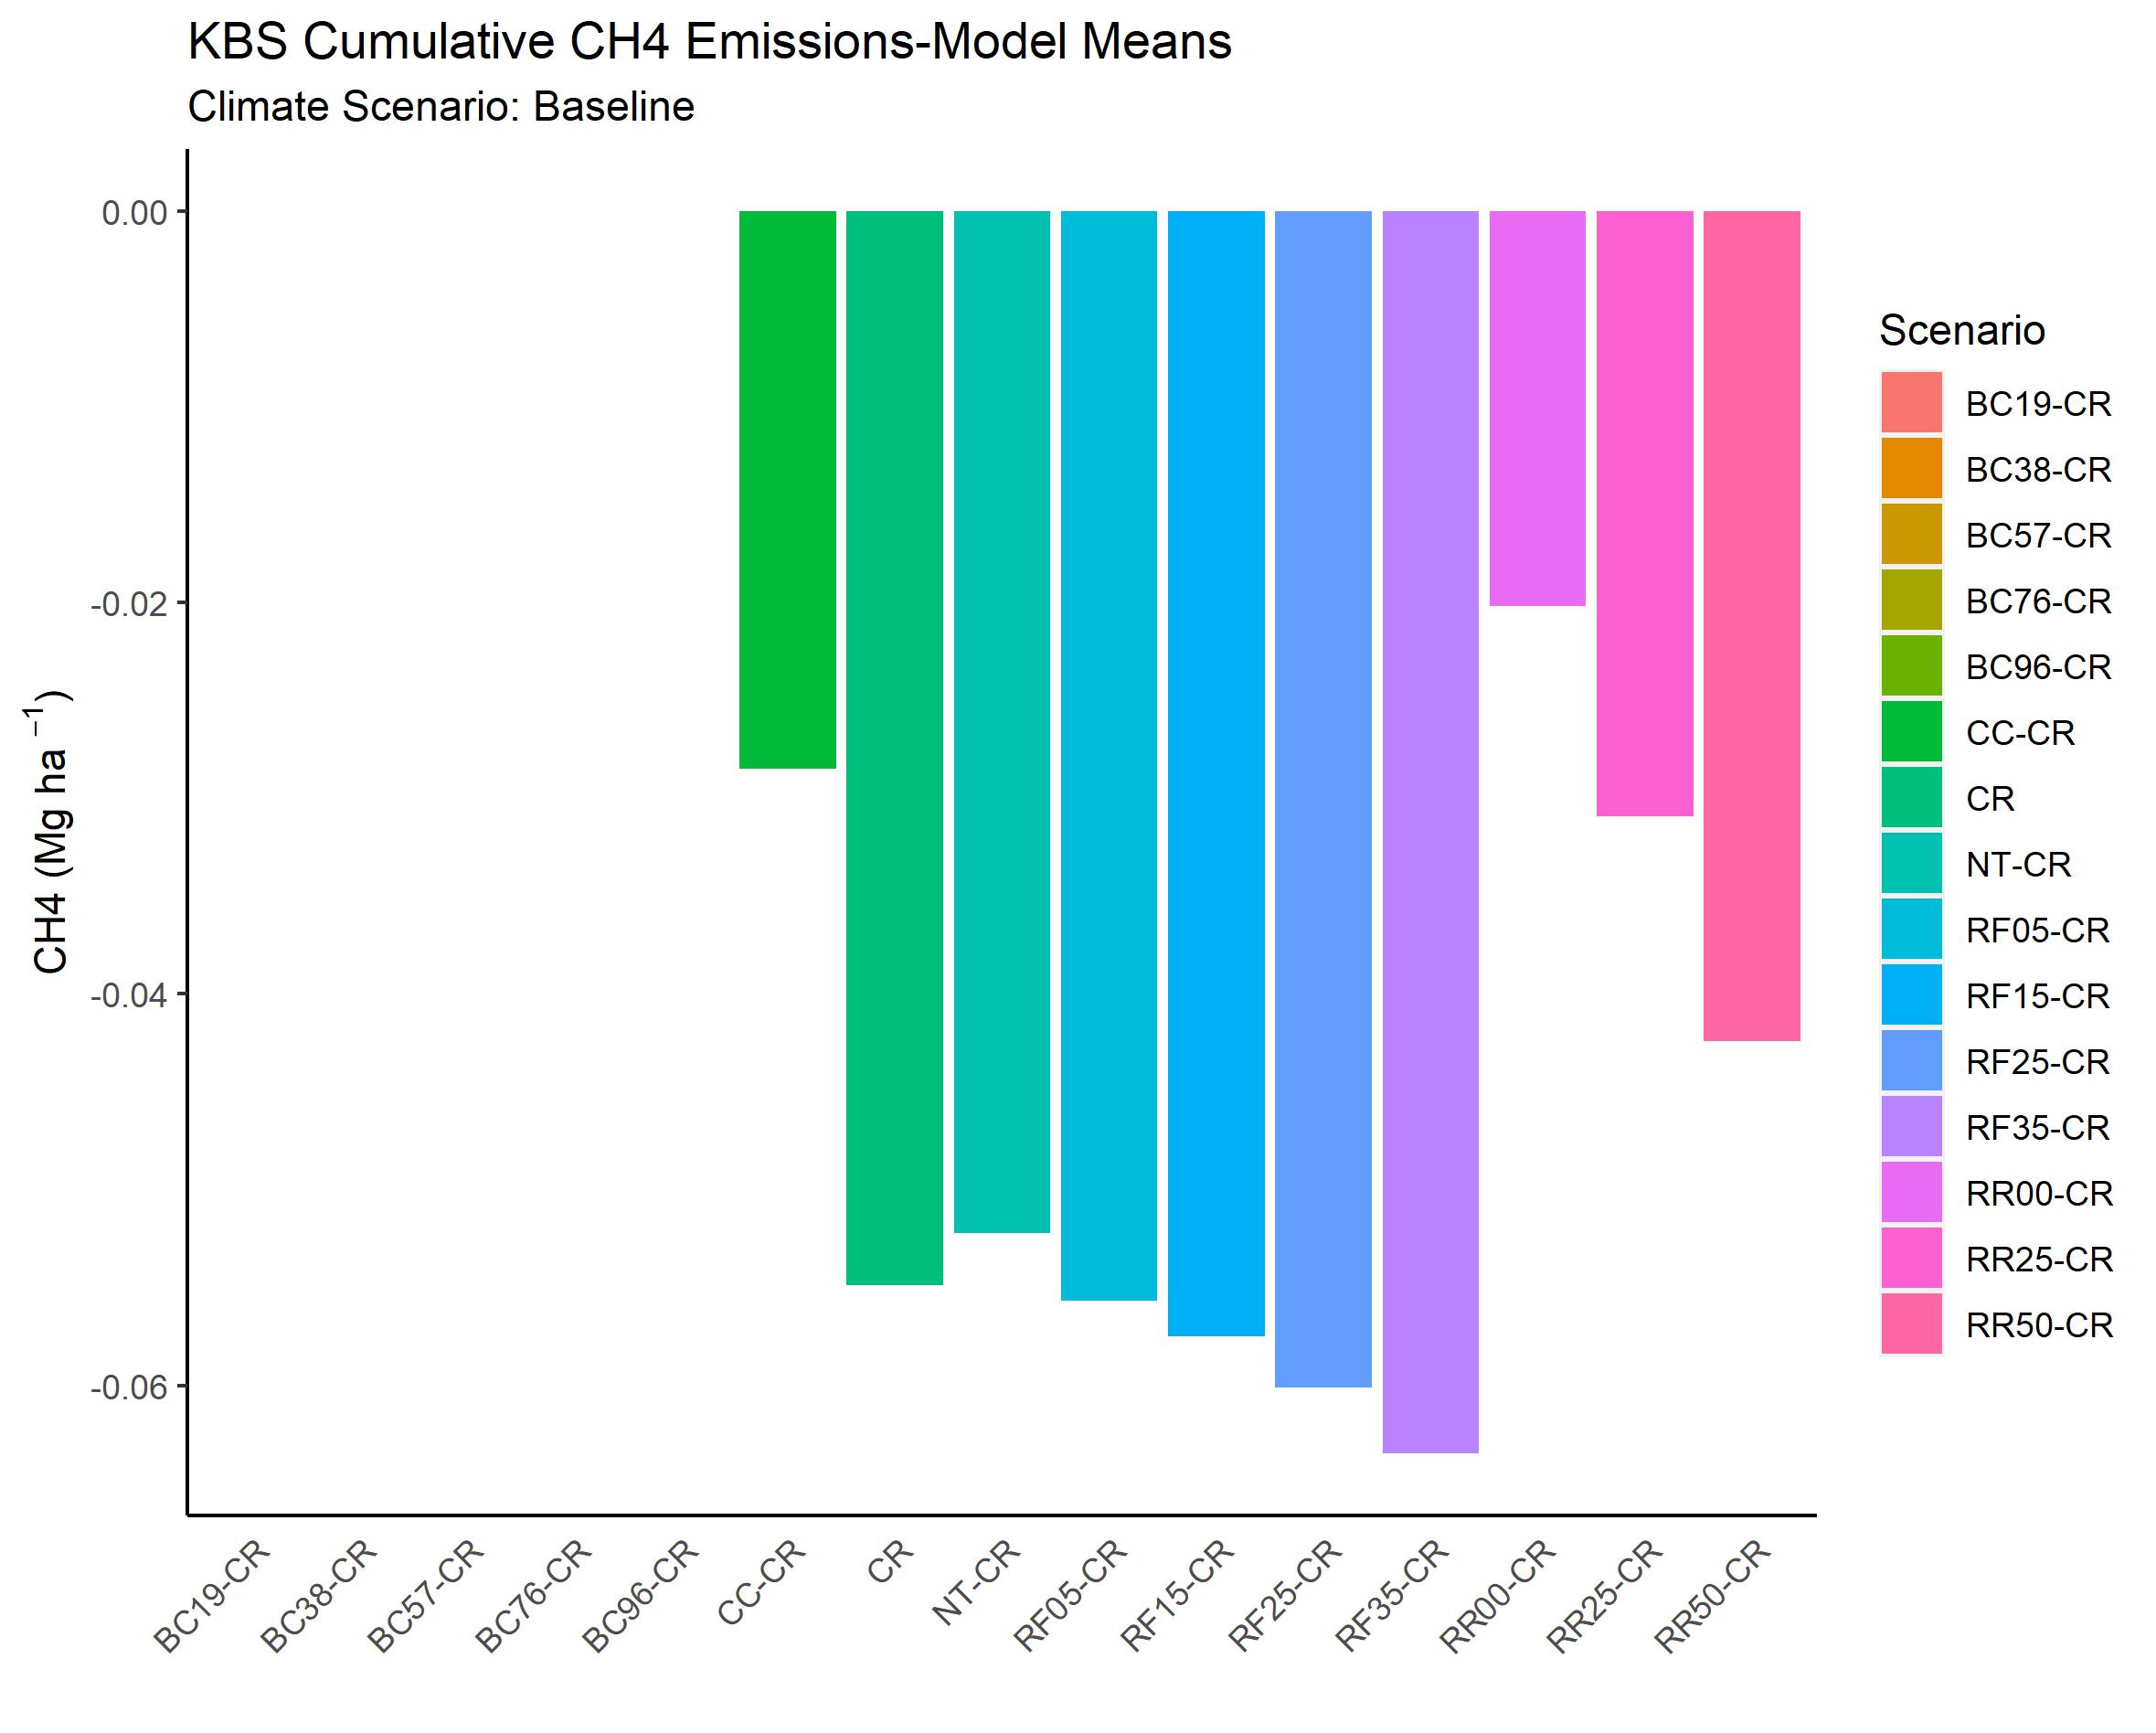 KBS Cumulative CH4 Emissions-Model Means
Climate Scenario: Baseline
CH4 (Mg ha ⁻¹)
0.00
-0.02
-0.04
-0.06
BC19-CR
BC38-CR
BC57-CR
BC76-CR
BC96-CR
CC-CR
CR
NT-CR
RF05-CR
RF15-CR
RF25-CR
RF35-CR
RR00-CR
RR25-CR
RR50-CR
Scenario
BC19-CR
BC38-CR
BC57-CR
BC76-CR
BC96-CR
CC-CR
CR
NT-CR
RF05-CR
RF15-CR
RF25-CR
RF35-CR
RR00-CR
RR25-CR
RR50-CR